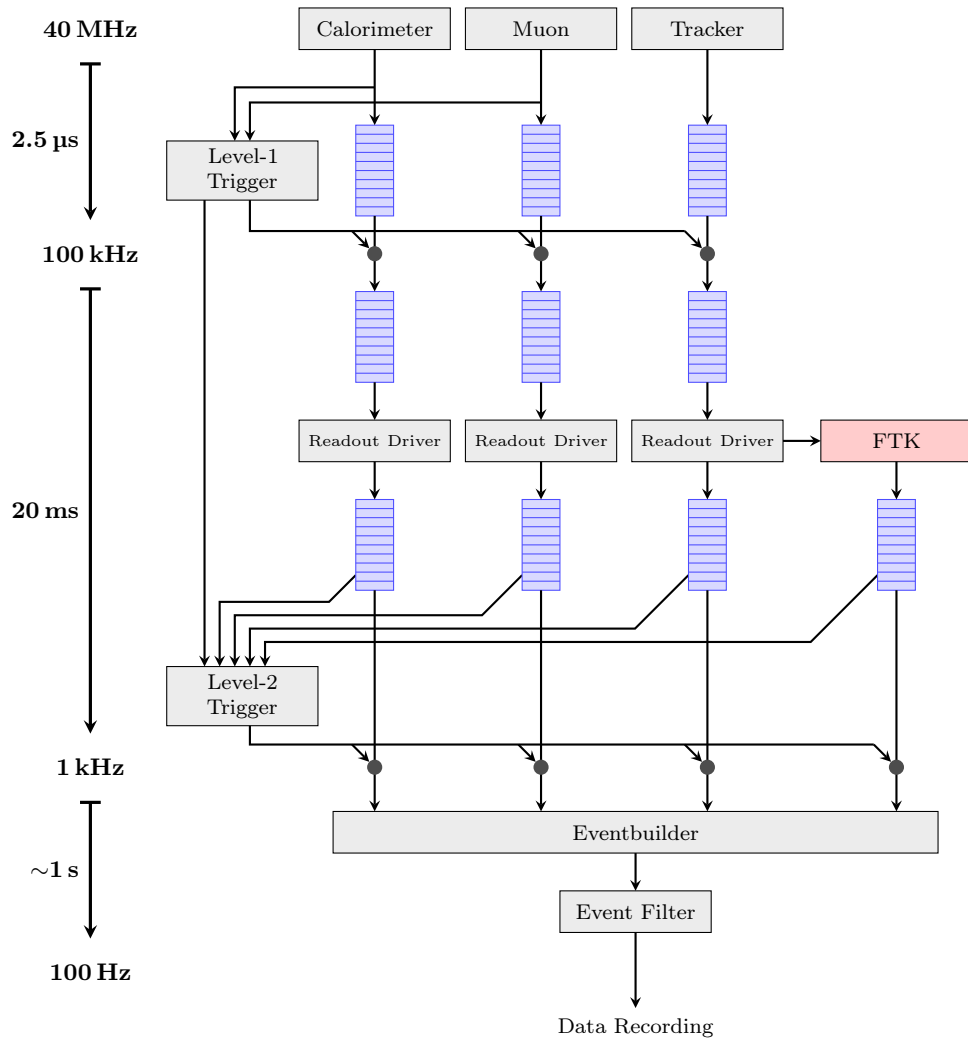 40 MHz
Calorimeter
Muon
Tracker
2.5 µs
Level-1
Trigger
100 kHz
Readout Driver
Readout Driver
Readout Driver
FTK
20 ms
Level-2
Trigger
1 kHz
Eventbuilder
~1 s
Event Filter
100 Hz
Data Recording